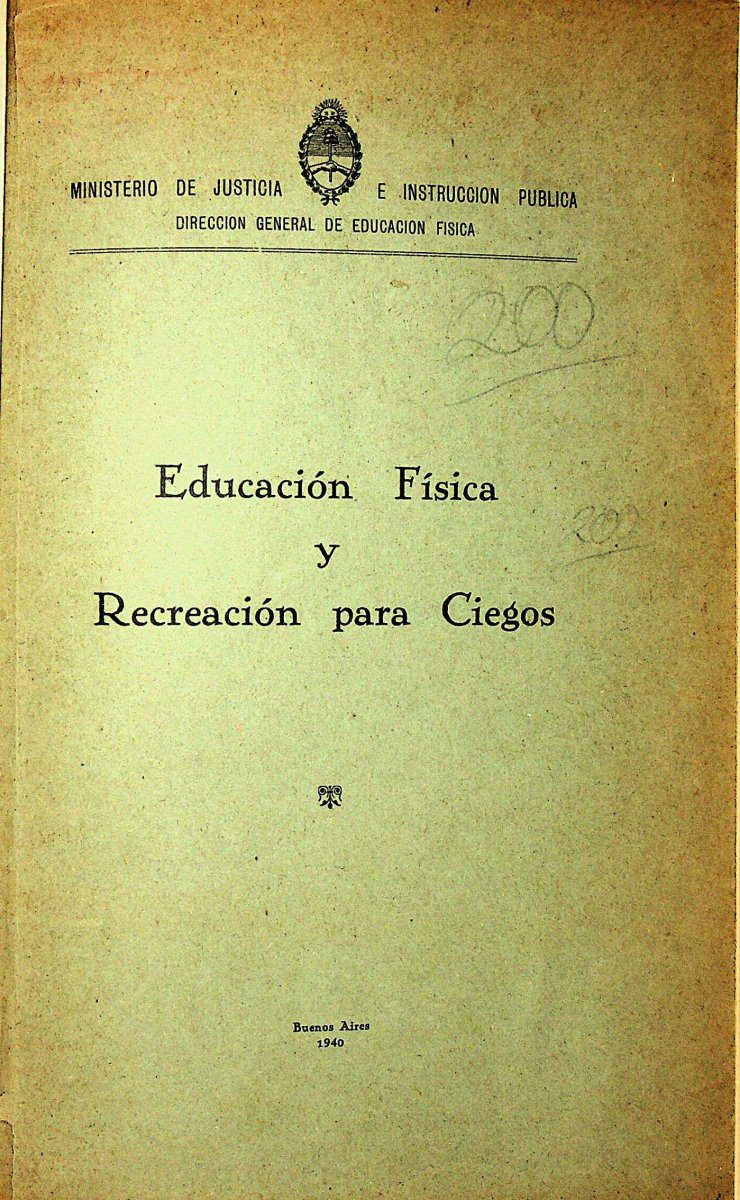 MINISTERIO DE JUSTICIA E INSTRUCCION PUBLICA
DIRECCION GENERAL DE EDUCACION FISICA
200
Educación Física
200
y
Recreación para Ciegos
Buenos Aires
1940